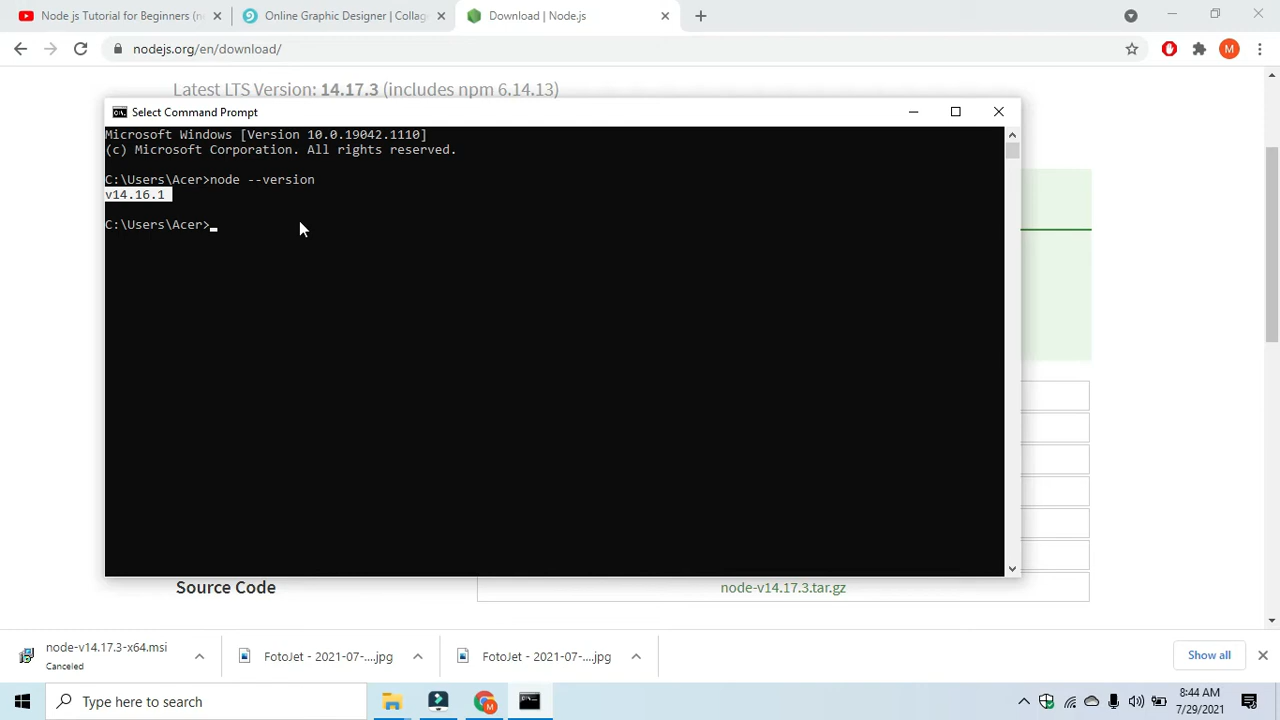 Node js Tutorial for Beginners (ne
Online Graphic Designer | Collag
Download | Node.js
nodejs.org/en/download/
M
Latest LTS Version: 14.17.3 (includes npm 6.14.13)
Select Command Prompt
Microsoft Windows [Version 10.0.19042.1110]
(c) Microsoft Corporation. All rights reserved.
C:\Users\Acer>node --version
v14.16.1
C:\Users\Acer>
Source Code
node-v14.17.3.tar.gz
node-v14.17.3-x64.msi
Canceled
FotoJet - 2021-07-....jpg
FotoJet - 2021-07-....jpg
Show all
Type here to search
8:44 AM
7/29/2021